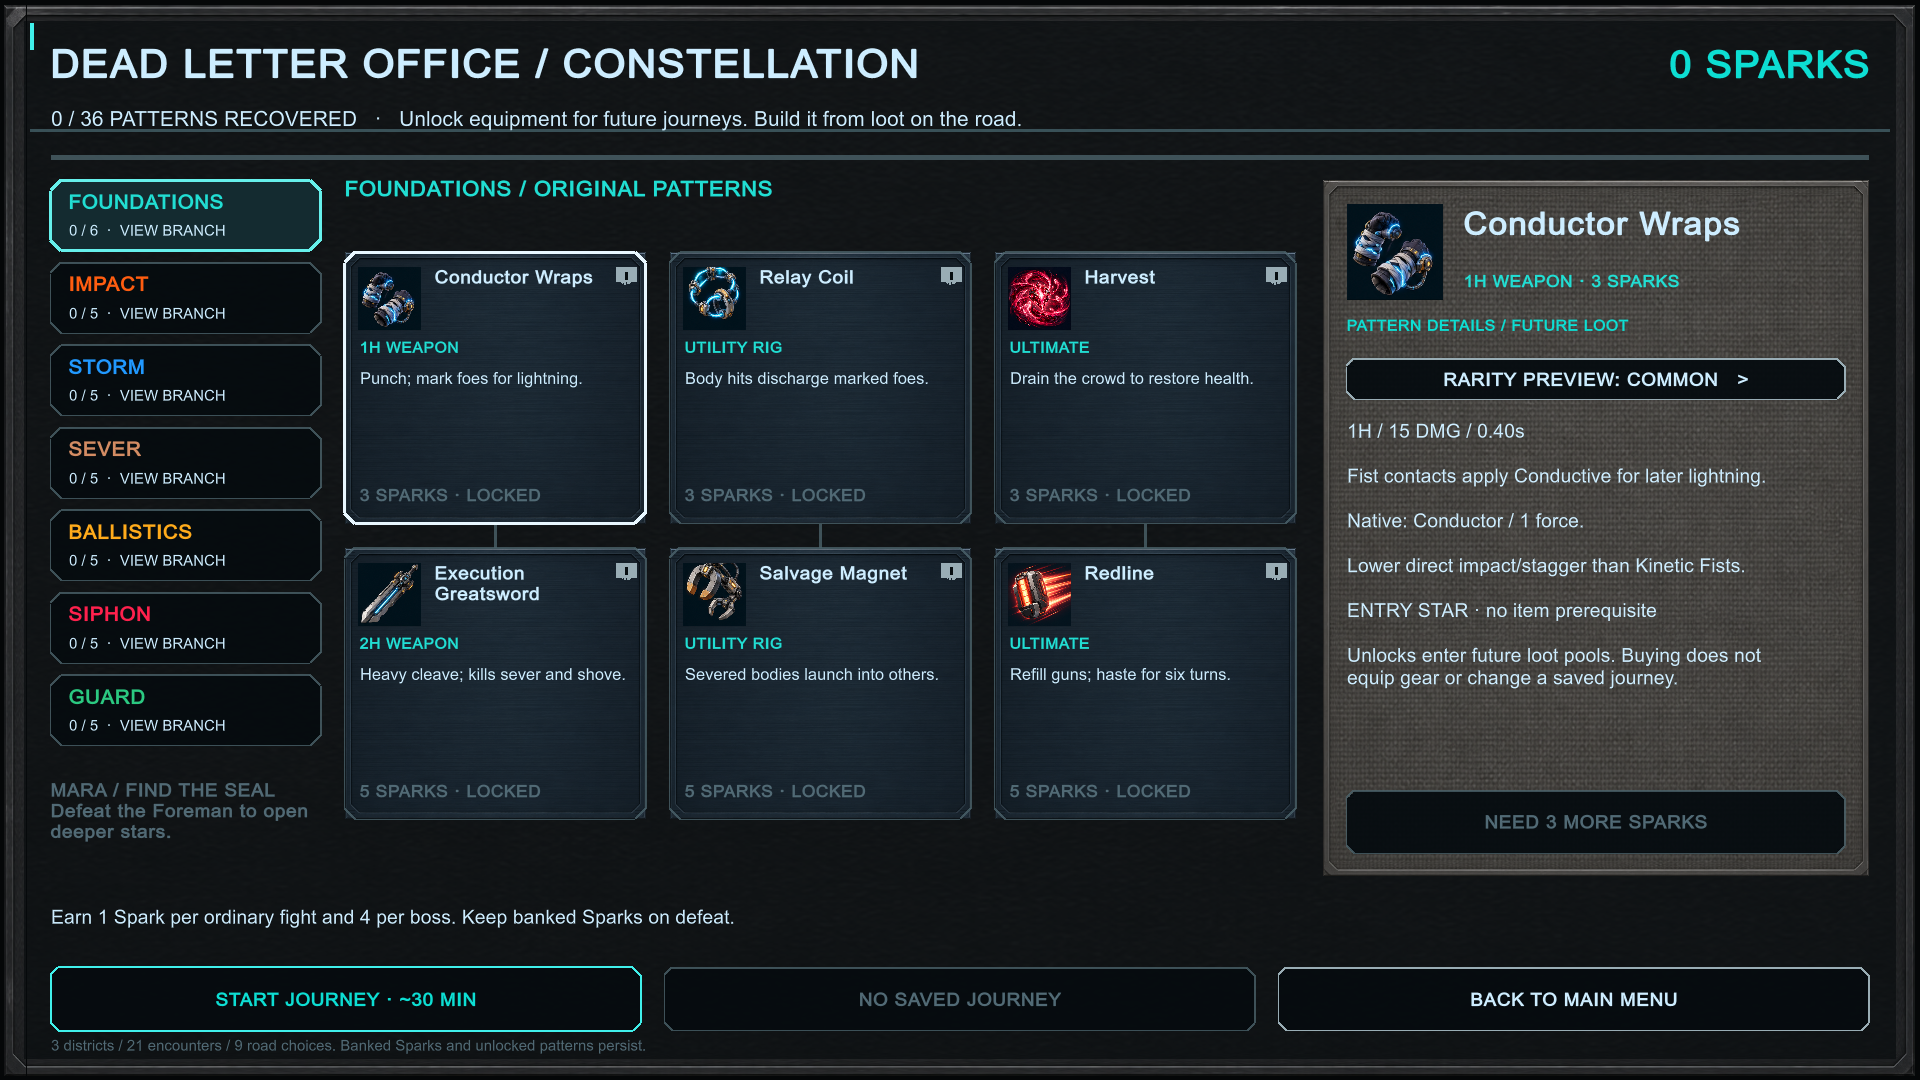 DEAD LETTER OFFICE / CONSTELLATION
0 SPARKS
0 / 36 PATTERNS RECOVERED · Unlock equipment for future journeys. Build it from loot on the road.
FOUNDATIONS
0 / 6 · VIEW BRANCH
IMPACT
0 / 5 · VIEW BRANCH
STORM
0 / 5 · VIEW BRANCH
SEVER
0 / 5 · VIEW BRANCH
BALLISTICS
0 / 5 · VIEW BRANCH
SIPHON
0 / 5 · VIEW BRANCH
GUARD
0 / 5 · VIEW BRANCH
MARA / FIND THE SEAL
Defeat the Foreman to open
deeper stars.
FOUNDATIONS / ORIGINAL PATTERNS
Conductor Wraps
1H WEAPON
Punch; mark foes for lightning.
3 SPARKS · LOCKED
Relay Coil
UTILITY RIG
Body hits discharge marked foes.
3 SPARKS · LOCKED
Harvest
ULTIMATE
Drain the crowd to restore health.
3 SPARKS · LOCKED
Execution
Greatsword
2H WEAPON
Heavy cleave; kills sever and shove.
5 SPARKS · LOCKED
Salvage Magnet
UTILITY RIG
Severed bodies launch into others.
5 SPARKS · LOCKED
Redline
ULTIMATE
Refill guns; haste for six turns.
5 SPARKS · LOCKED
Conductor Wraps
1H WEAPON · 3 SPARKS
PATTERN DETAILS / FUTURE LOOT
RARITY PREVIEW: COMMON >
1H / 15 DMG / 0.40s
Fist contacts apply Conductive for later lightning.
Native: Conductor / 1 force.
Lower direct impact/stagger than Kinetic Fists.
ENTRY STAR · no item prerequisite
Unlocks enter future loot pools. Buying does not
equip gear or change a saved journey.
NEED 3 MORE SPARKS
Earn 1 Spark per ordinary fight and 4 per boss. Keep banked Sparks on defeat.
START JOURNEY · ~30 MIN
NO SAVED JOURNEY
BACK TO MAIN MENU
3 districts / 21 encounters / 9 road choices. Banked Sparks and unlocked patterns persist.